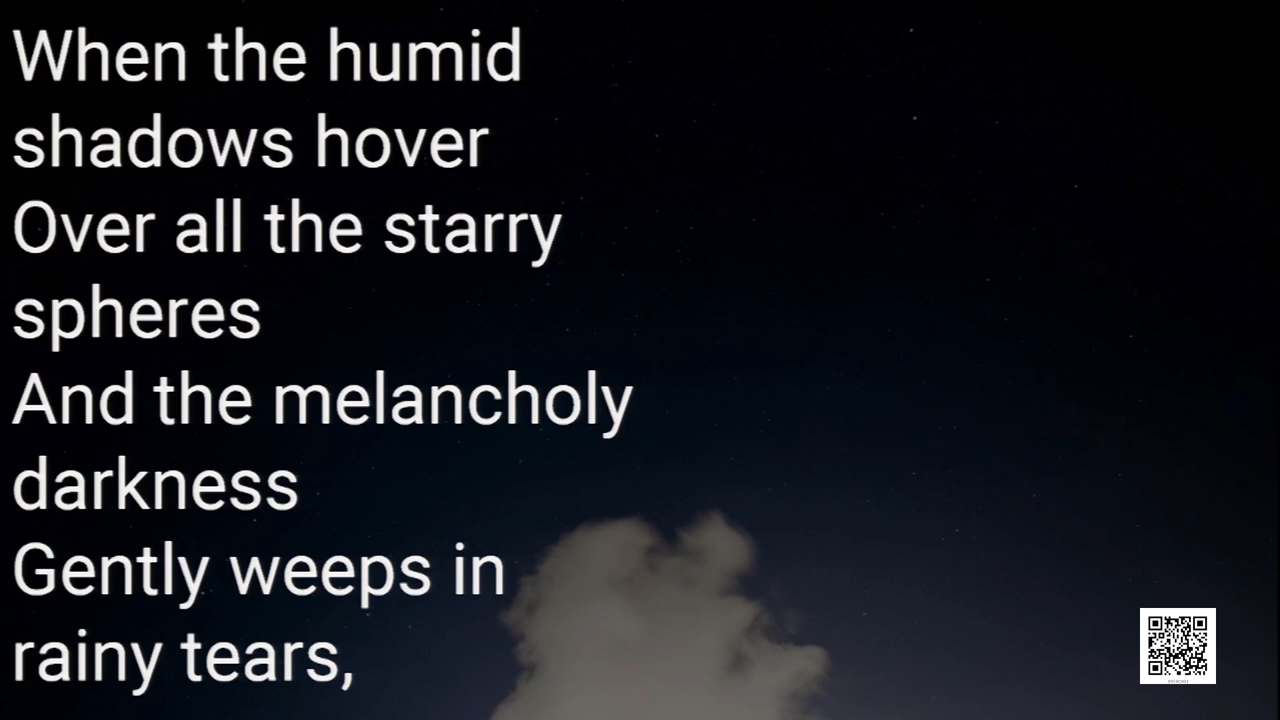 When the humid
shadows hover
Over all the starry
spheres
And the melancholy
darkness
Gently weeps in
rainy tears,